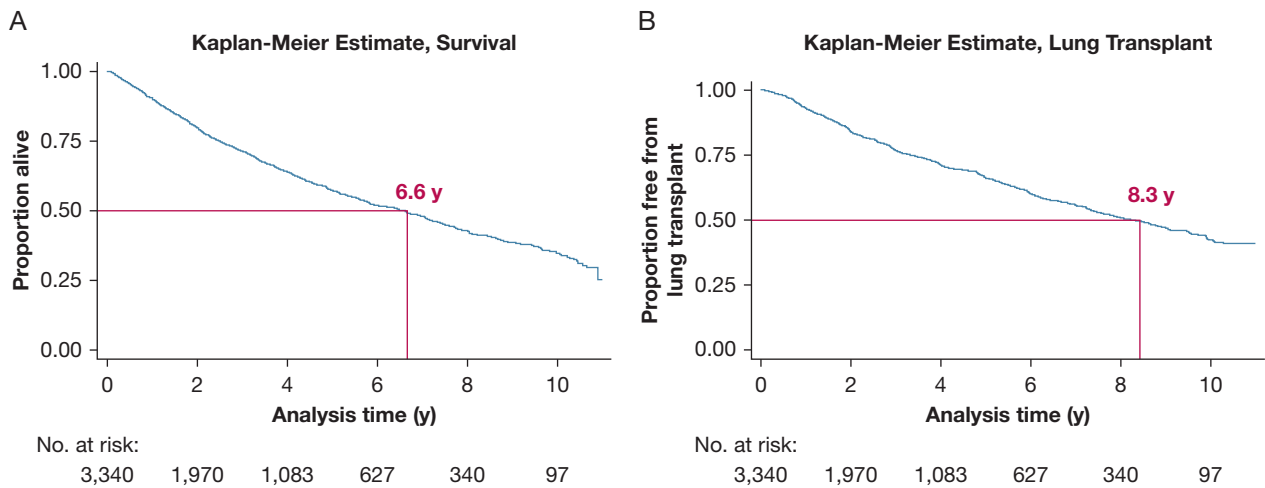 A
Kaplan-Meier Estimate, Survival
1.00
0.75
0.50
0.25
0.00
Proportion alive
6.6 y
0 2 4 6 8 10
Analysis time (y)
No. at risk:
3,340 1,970 1,083 627 340 97
B
Kaplan-Meier Estimate, Lung Transplant
1.00
0.75
0.50
0.25
0.00
Proportion free from
lung transplant
8.3 y
0 2 4 6 8 10
Analysis time (y)
No. at risk:
3,340 1,970 1,083 627 340 97